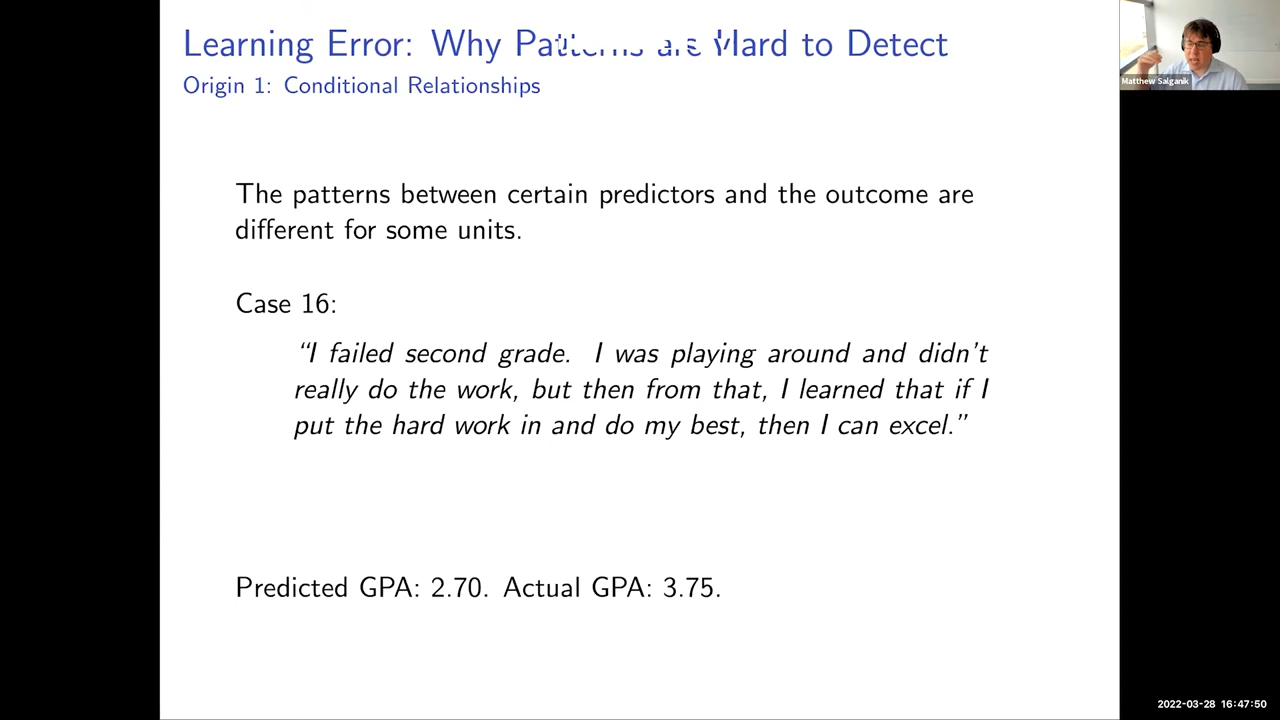 Learning Error: Why Patterns are Hard to Detect
Origin 1: Conditional Relationships
Matthew Salganik
The patterns between certain predictors and the outcome are
different for some units.
Case 16:
“I failed second grade. I was playing around and didn't
really do the work, but then from that, I learned that if I
put the hard work in and do my best, then I can excel.”
Predicted GPA: 2.70. Actual GPA: 3.75.
2022-03-28 16:47:50